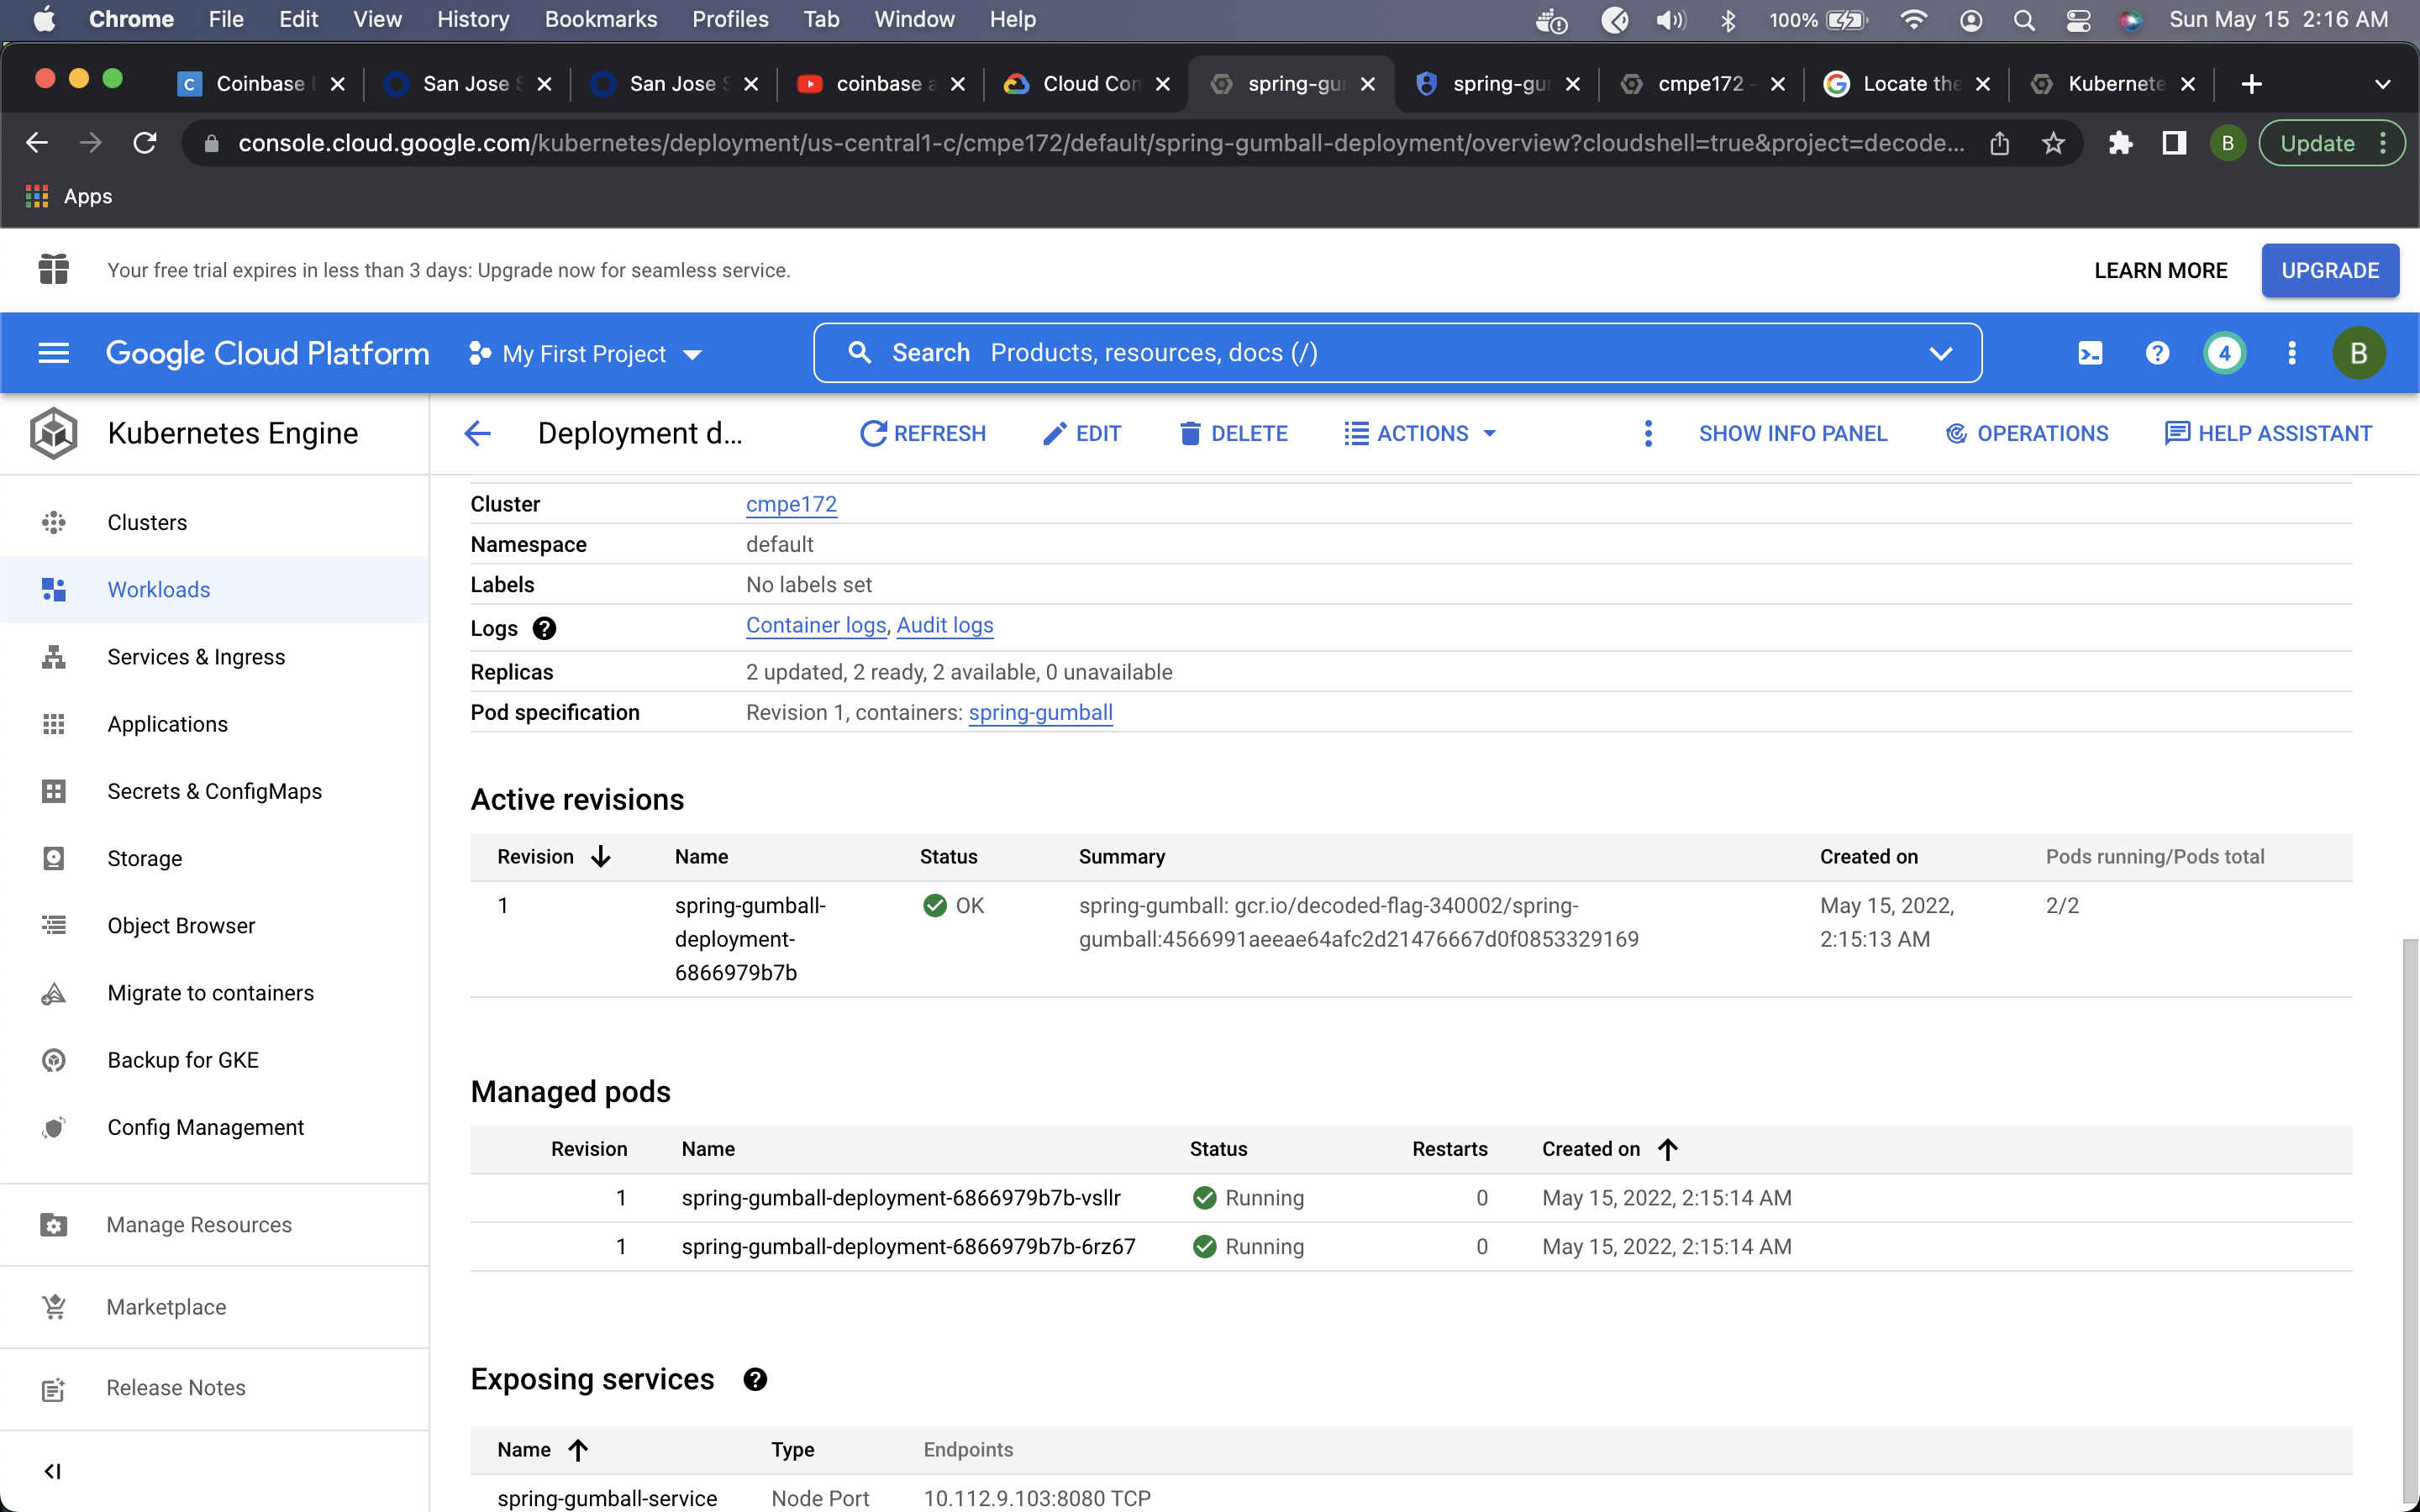 Chrome File Edit View History Bookmarks Profiles Tab Window Help 100% Sun May 15 2:16 AM
Coinbase San Jose S San Jose S coinbase a Cloud Con spring-gu spring-gu cmpe172 - Locate the Kubernete
console.cloud.google.com/kubernetes/deployment/us-central1-c/cmpe172/default/spring-gumball-deployment/overview?cloudshell=true&project=decode... B Update
Apps
Your free trial expires in less than 3 days: Upgrade now for seamless service. LEARN MORE UPGRADE
Google Cloud Platform My First Project Search Products, resources, docs (/) 4 B
Kubernetes Engine
Deployment d... REFRESH EDIT DELETE ACTIONS SHOW INFO PANEL OPERATIONS HELP ASSISTANT
Clusters
Workloads
Services & Ingress
Applications
Secrets & ConfigMaps
Storage
Object Browser
Migrate to containers
Backup for GKE
Config Management
Manage Resources
Marketplace
Release Notes
Cluster cmpe172
Namespace default
Labels No labels set
Logs Container logs, Audit logs
Replicas 2 updated, 2 ready, 2 available, 0 unavailable
Pod specification Revision 1, containers: spring-gumball
Active revisions
Revision Name Status Summary Created on Pods running/Pods total
1 spring-gumball- OK spring-gumball: gcr.io/decoded-flag-340002/spring- May 15, 2022, 2/2
deployment- gumball:4566991aeeae64afc2d21476667d0f0853329169 2:15:13 AM
6866979b7b
Managed pods
Revision Name Status Restarts Created on
1 spring-gumball-deployment-6866979b7b-vsllr Running 0 May 15, 2022, 2:15:14 AM
1 spring-gumball-deployment-6866979b7b-6rz67 Running 0 May 15, 2022, 2:15:14 AM
Exposing services
Name Type Endpoints
spring-gumball-service Node Port 10.112.9.103:8080 TCP